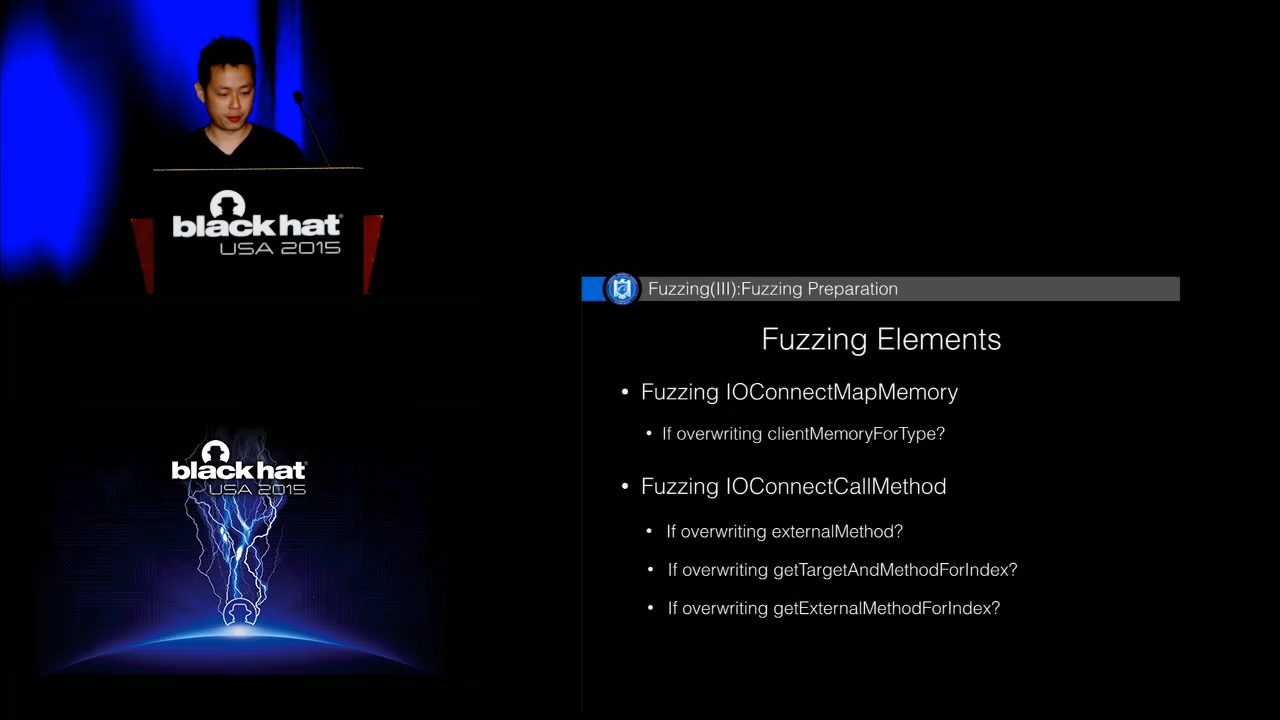 black hat
USA 2015
black hat
USA 2015
Fuzzing(III):Fuzzing Preparation
Fuzzing Elements
• Fuzzing IOConnectMapMemory
• If overwriting clientMemoryForType?
• Fuzzing IOConnectCallMethod
• If overwriting externalMethod?
• If overwriting getTargetAndMethodForIndex?
• If overwriting getExternalMethodForIndex?